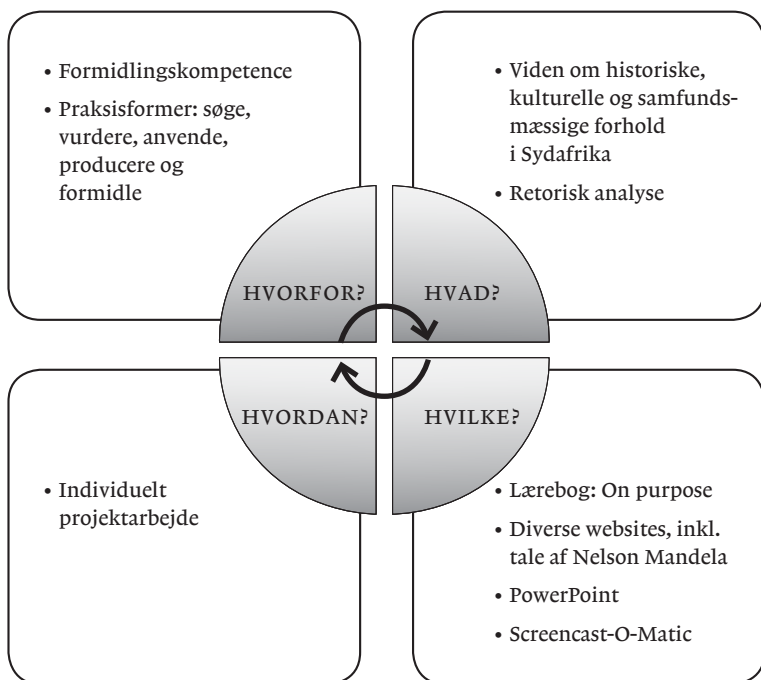 • Formidlingskompetence
• Praksisformer: søge,
vurdere, anvende,
producere og
formidle
HVORFOR?
• Viden om historiske,
kulturelle og samfunds-
mæssige forhold
i Sydafrika
• Retorisk analyse
HVAD?
HVORDAN?
• Individuelt
projektarbejde
HVILKE?
• Lærebog: On purpose
• Diverse websites, inkl.
tale af Nelson Mandela
• PowerPoint
• Screencast-O-Matic